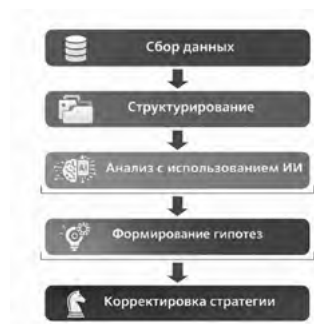 Сбор данных
Структурирование
Анализ с использованием ИИ
Формирование гипотез
Корректировка стратегии